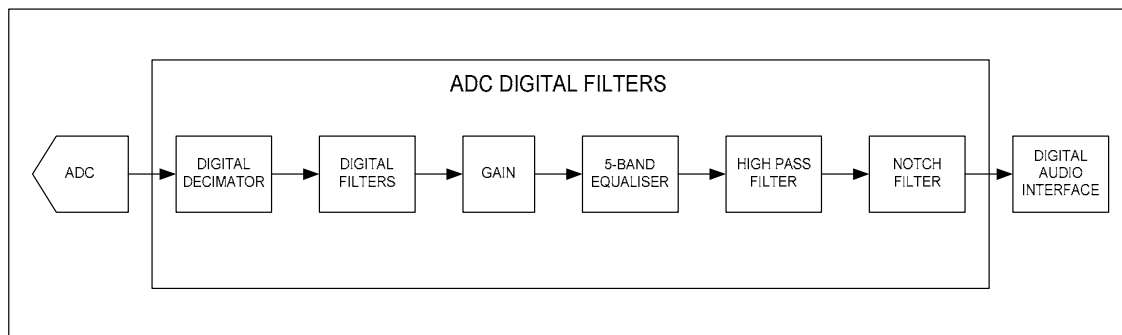 ADC DIGITAL FILTERS
ADC
DIGITAL
DECIMATOR
DIGITAL
FILTERS
GAIN
5-BAND
EQUALISER
HIGH PASS
FILTER
NOTCH
FILTER
DIGITAL
AUDIO
INTERFACE